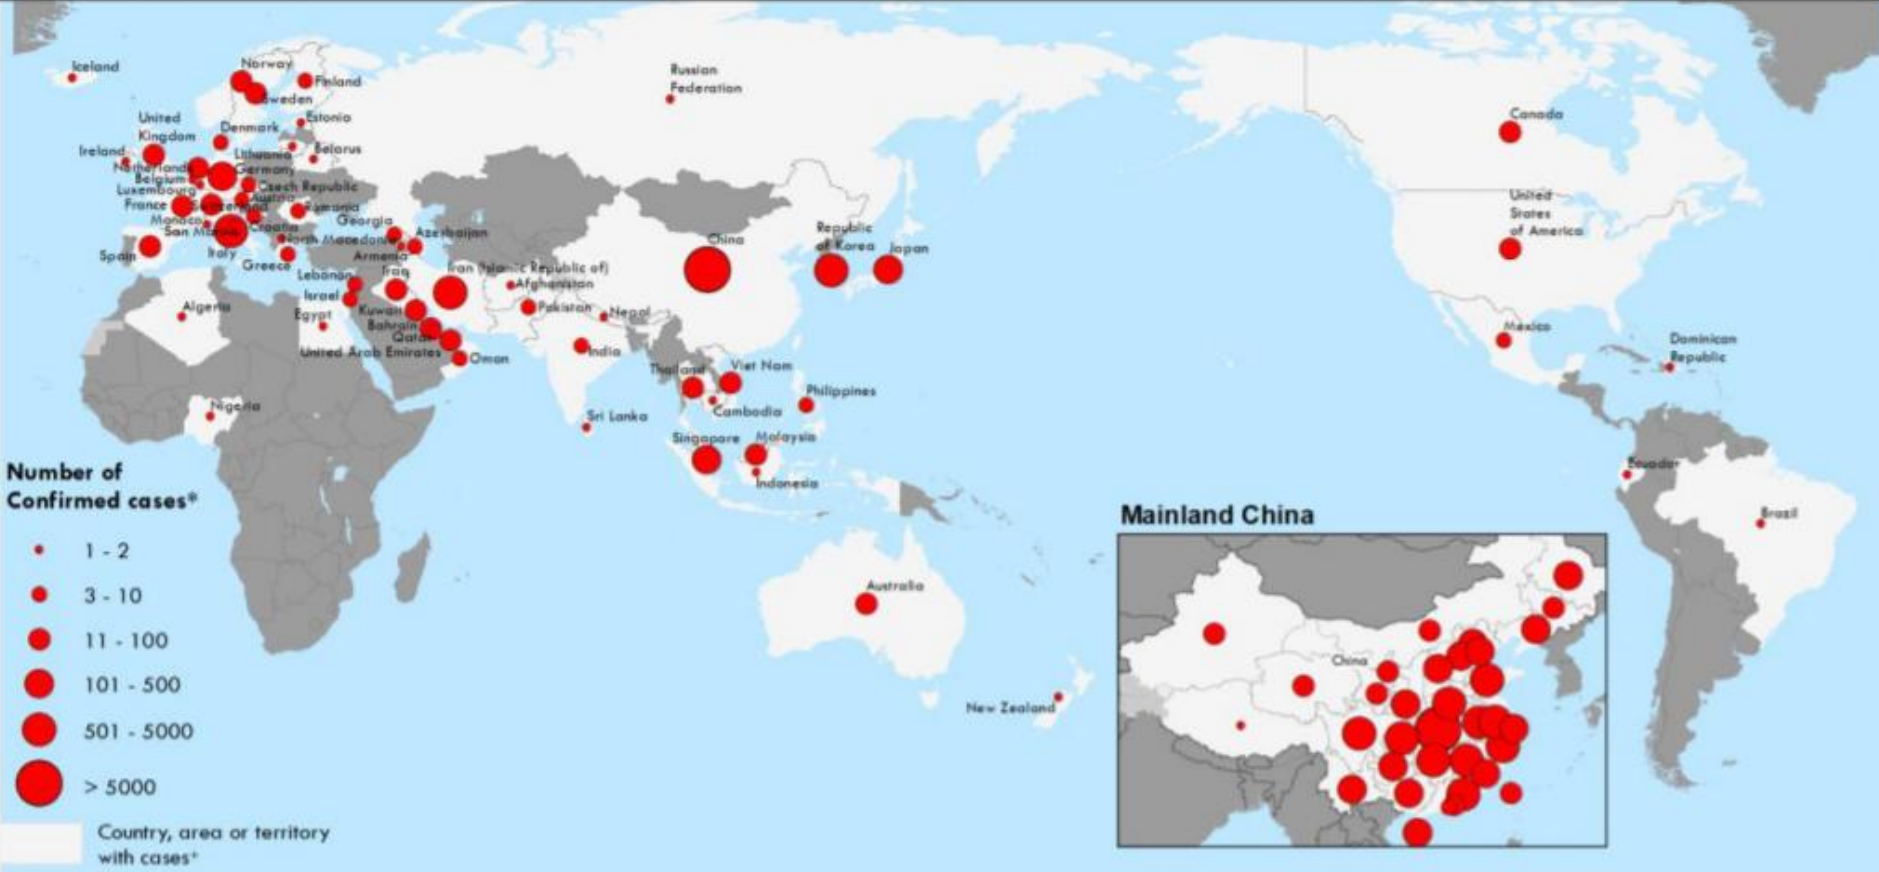 Iceland
Norway
Finland
Sweden
Estonia
United
Kingdom
Denmark
Ireland
Lithuania
Belarus
Netherlands
Germany
Belgium
Czech Republic
Luxembourg
Austria
France
Switzerland
Romania
Monaco
Croatia
Georgia
San Marino
North Macedonia
Azerbaijan
Spain
Italy
Greece
Armenia
Lebanon
Iraq
Iran (Islamic Republic of)
Afghanistan
Israel
Algeria
Egypt
Kuwait
Pakistan
Nepal
Bahrain
Qatar
United Arab Emirates
Oman
India
Nigeria
Russian
Federation
China
Republic
of Korea
Japan
Thailand
Viet Nam
Philippines
Cambodia
Sri Lanka
Singapore
Malaysia
Indonesia
Australia
New Zealand
Canada
United
States
of America
Mexico
Dominican
Republic
Ecuador
Brazil
Number of
Confirmed cases*
1 - 2
3 - 10
11 - 100
101 - 500
501 - 5000
> 5000
Country, area or territory
with cases+
Mainland China
China